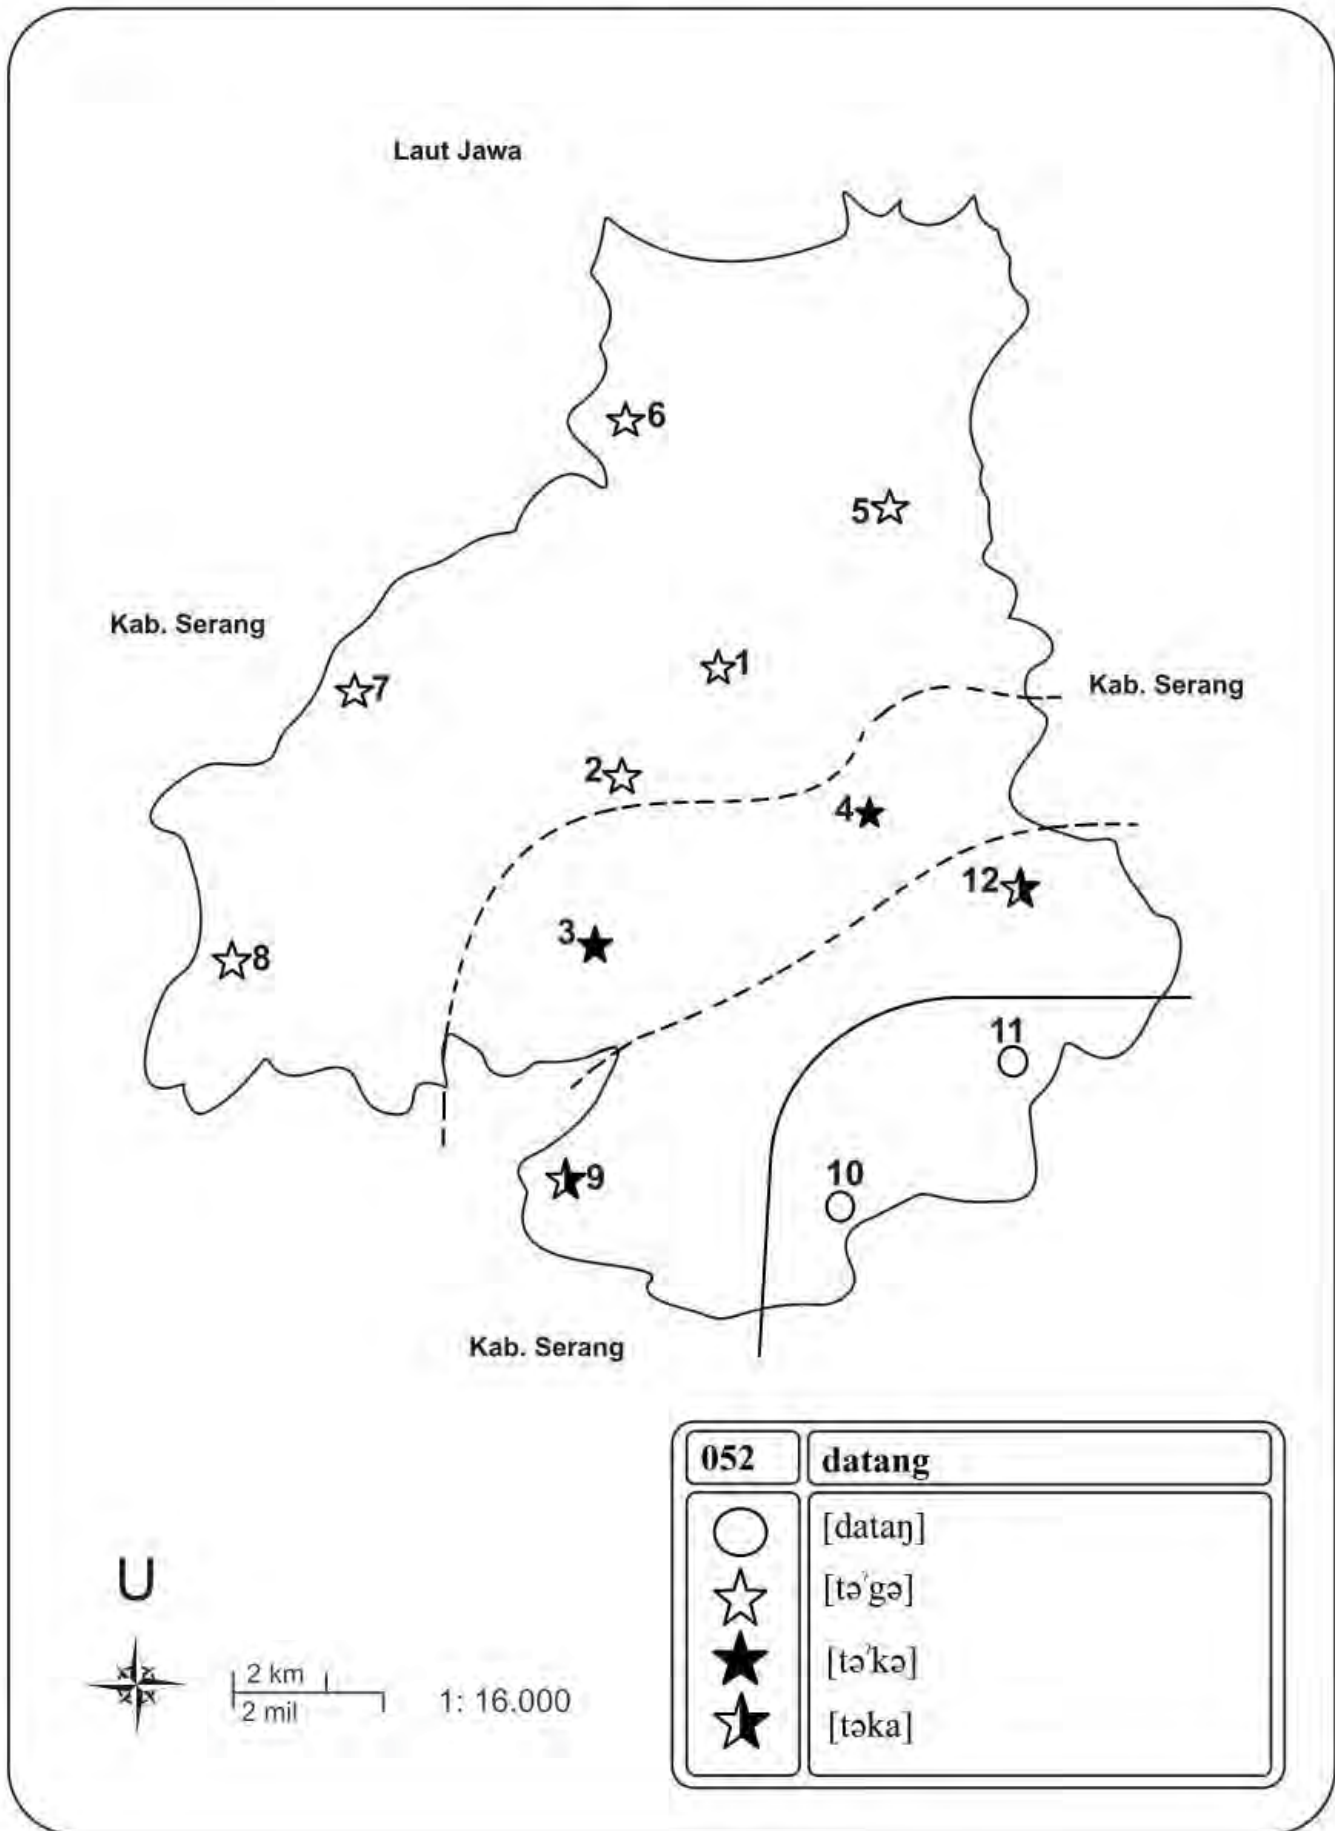 Laut Jawa
6
5
Kab. Serang
1
7
Kab. Serang
2
4
12
3
8
11
9
10
Kab. Serang
052 datang
[dataŋ]
[təˀgə]
[təˀkə]
[təka]
U
2 km
2 mil
1: 16.000